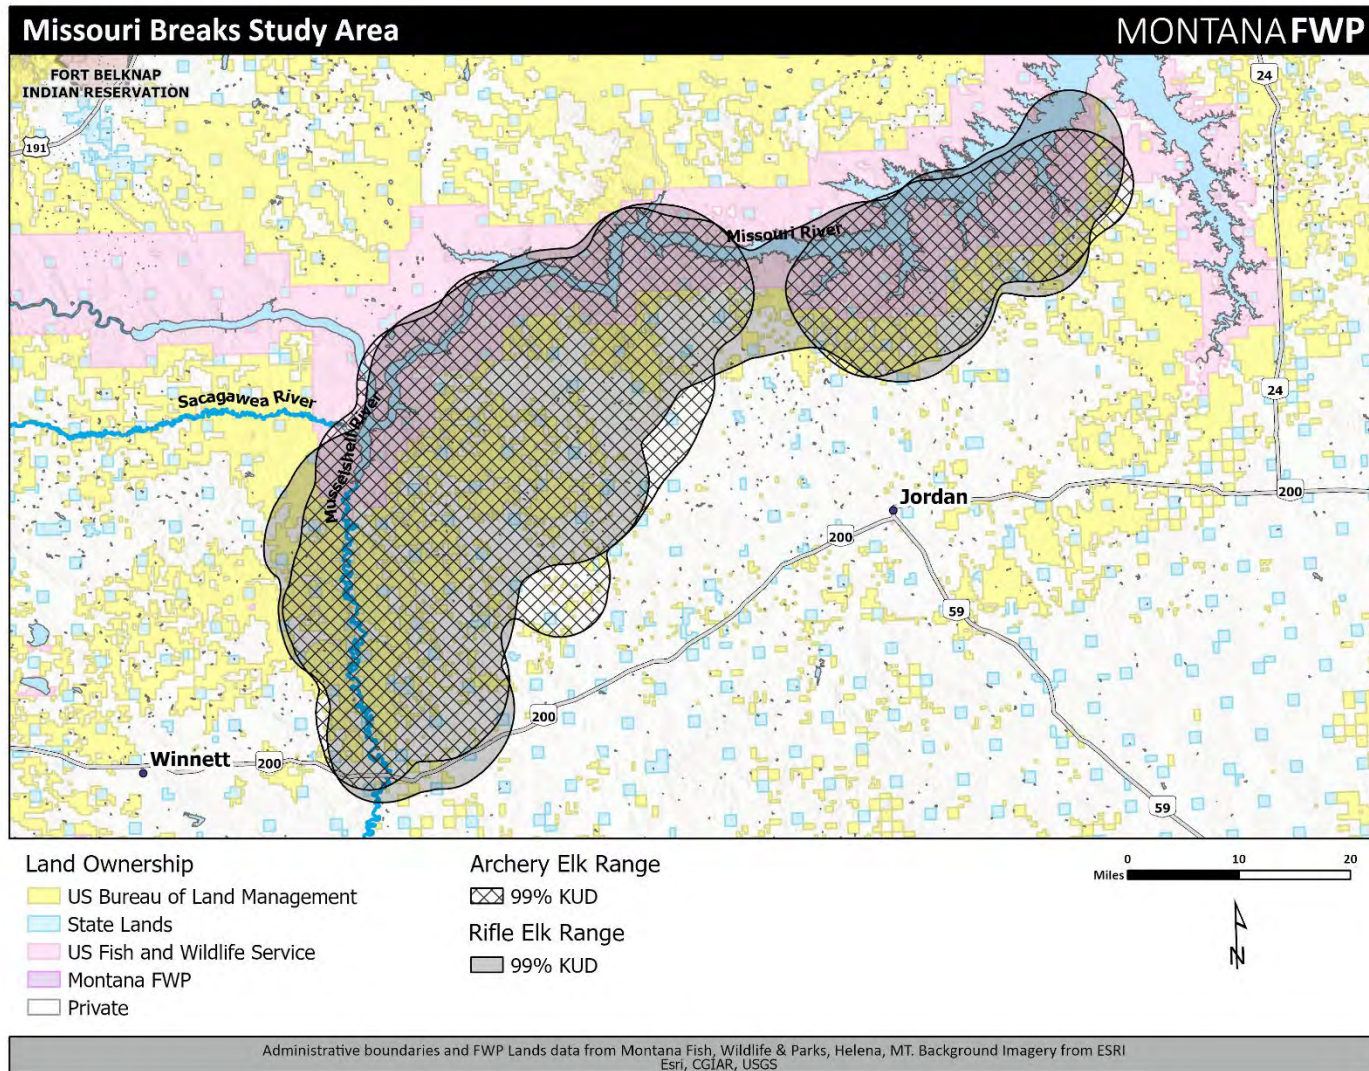 Missouri Breaks Study Area
MONTANA FWP
FORT BELKNAP
INDIAN RESERVATION
24
191
Missouri River
Sacagawea River
Musselshell River
24
Jordan
200
200
59
200
Winnett
200
59
Land Ownership
US Bureau of Land Management
State Lands
US Fish and Wildlife Service
Montana FWP
Private
Archery Elk Range
99% KUD
Rifle Elk Range
99% KUD
0 10 20
Miles
N
Administrative boundaries and FWP Lands data from Montana Fish, Wildlife & Parks, Helena, MT. Background Imagery from ESRI
Esri, CGIAR, USGS